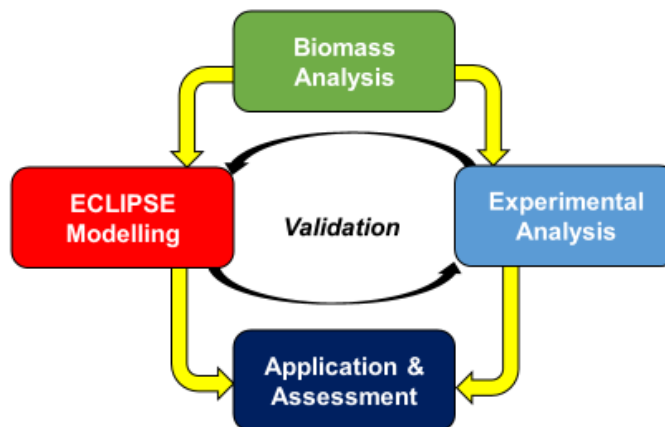 Biomass
Analysis
ECLIPSE
Modelling
Validation
Experimental
Analysis
Application &
Assessment